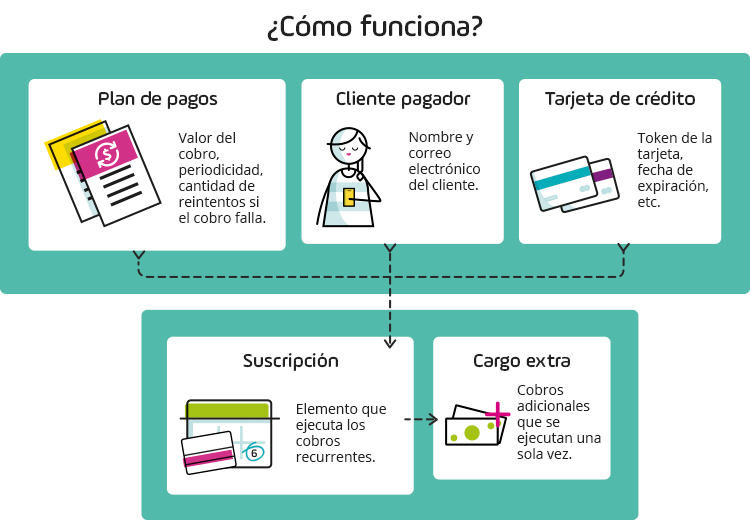 ¿Cómo funciona?
Plan de pagos
Valor del
cobro,
periodicidad,
cantidad de
reintentos si
el cobro falla.
$
Cliente pagador
Nombre y
correo
electrónico
del cliente.
Tarjeta de crédito
Token de la
tarjeta,
fecha de
expiración,
etc.
Suscripción
Elemento que
ejecuta los
cobros
recurrentes.
6
Cargo extra
Cobros
adicionales
que se
ejecutan una
sola vez.